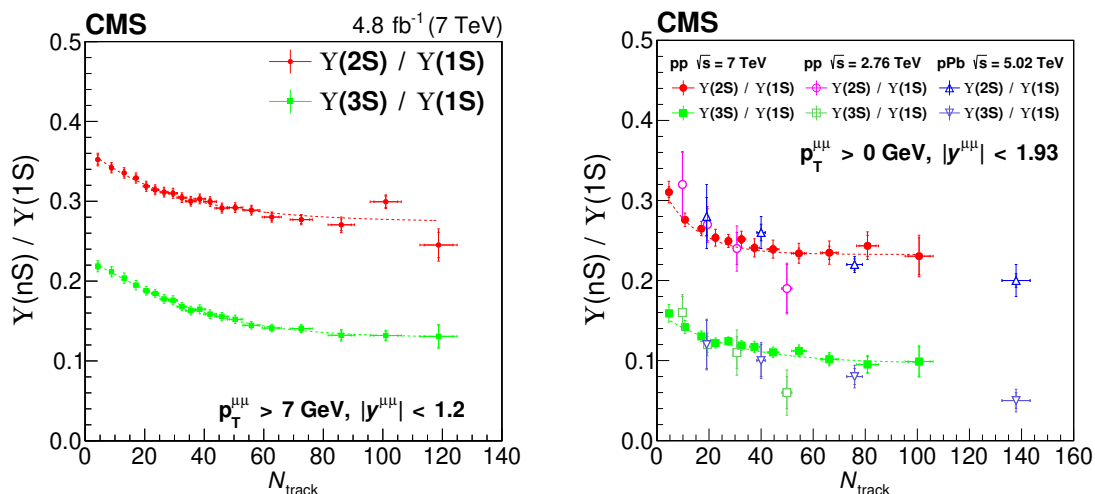 CMS 4.8 fb⁻¹ (7 TeV)
ϒ(nS) / ϒ(1S)
0.5
0.4
0.3
0.2
0.1
0.0
ϒ(2S) / ϒ(1S)
ϒ(3S) / ϒ(1S)
p_T^μμ > 7 GeV, |y^μμ| < 1.2
0 20 40 60 80 100 120 140
N_track
CMS
ϒ(nS) / ϒ(1S)
0.5
0.4
0.3
0.2
0.1
0.0
pp √s = 7 TeV pp √s = 2.76 TeV pPb √s = 5.02 TeV
ϒ(2S) / ϒ(1S) ϒ(2S) / ϒ(1S) ϒ(2S) / ϒ(1S)
ϒ(3S) / ϒ(1S) ϒ(3S) / ϒ(1S) ϒ(3S) / ϒ(1S)
p_T^μμ > 0 GeV, |y^μμ| < 1.93
0 20 40 60 80 100 120 140 160
N_track